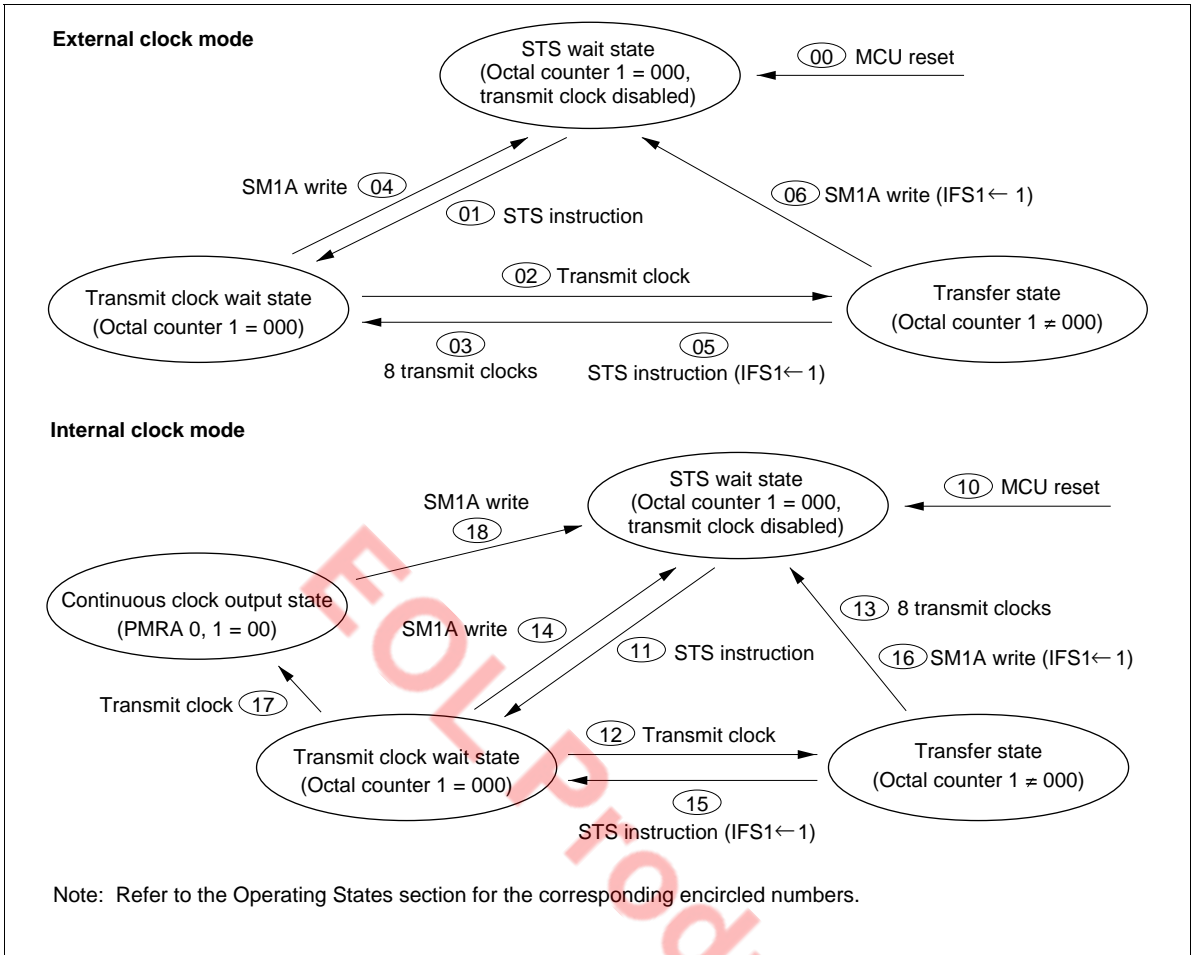 External clock mode
STS wait state
(Octal counter 1 = 000,
transmit clock disabled)
00 MCU reset
SM1A write 04
01 STS instruction
06 SM1A write (IFS1← 1)
Transmit clock wait state
(Octal counter 1 = 000)
02 Transmit clock
Transfer state
(Octal counter 1 ≠ 000)
03
8 transmit clocks
05
STS instruction (IFS1← 1)
Internal clock mode
STS wait state
(Octal counter 1 = 000,
transmit clock disabled)
10 MCU reset
SM1A write
18
Continuous clock output state
(PMRA 0, 1 = 00)
SM1A write 14
11 STS instruction
13 8 transmit clocks
16 SM1A write (IFS1← 1)
Transmit clock 17
Transmit clock wait state
(Octal counter 1 = 000)
12 Transmit clock
Transfer state
(Octal counter 1 ≠ 000)
15
STS instruction (IFS1← 1)
Note: Refer to the Operating States section for the corresponding encircled numbers.
EOL Prod